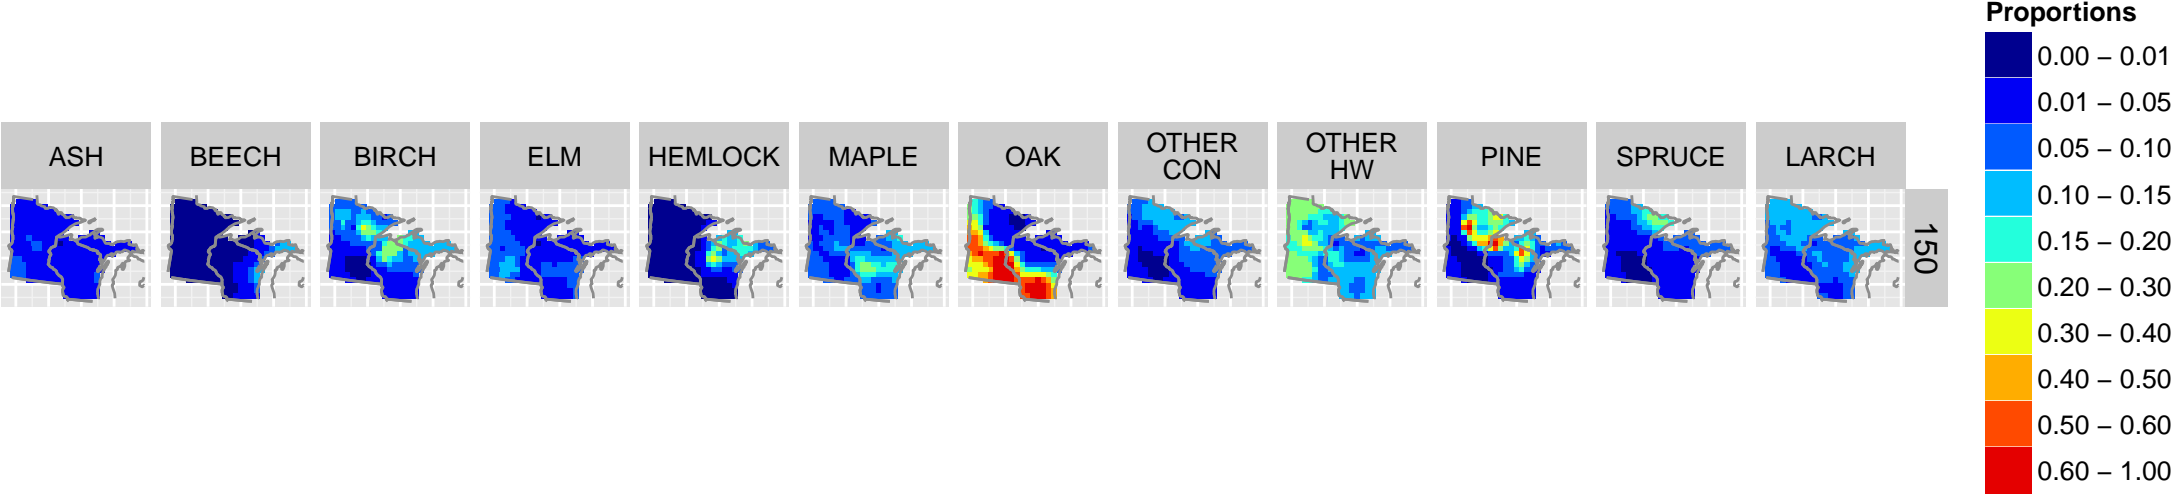 Proportions
0.00 – 0.01
0.01 – 0.05
0.05 – 0.10
0.10 – 0.15
0.15 – 0.20
0.20 – 0.30
0.30 – 0.40
0.40 – 0.50
0.50 – 0.60
0.60 – 1.00
ASH
BEECH
BIRCH
ELM
HEMLOCK
MAPLE
OAK
OTHER
CON
OTHER
HW
PINE
SPRUCE
LARCH
150